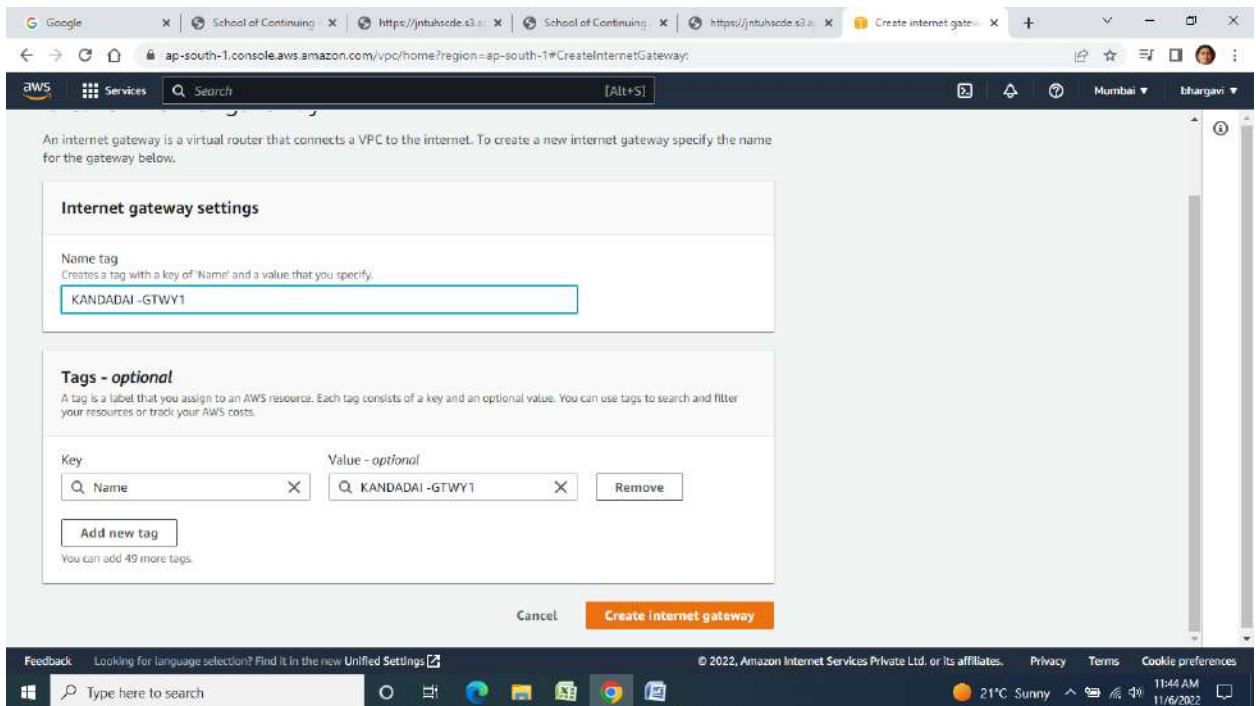 Google
School of Continuing
https://jntuhscde.s3.
School of Continuing
https://jntuhscde.s3.
Create internet gatew
ap-south-1.console.aws.amazon.com/vpc/home?region=ap-south-1#CreateInternetGateway:
aws
Services
Search
[Alt+S]
Mumbai
bhargavi
An internet gateway is a virtual router that connects a VPC to the internet. To create a new internet gateway specify the name
for the gateway below.
Internet gateway settings
Name tag
Creates a tag with a key of 'Name' and a value that you specify.
KANDADAI -GTWY1
Tags - optional
A tag is a label that you assign to an AWS resource. Each tag consists of a key and an optional value. You can use tags to search and filter
your resources or track your AWS costs.
Key
Value - optional
Name
KANDADAI -GTWY1
Remove
Add new tag
You can add 49 more tags.
Cancel
Create internet gateway
Feedback
Looking for language selection? Find it in the new Unified Settings
© 2022, Amazon Internet Services Private Ltd. or its affiliates.
Privacy
Terms
Cookie preferences
Type here to search
21°C Sunny
11:44 AM
11/6/2022